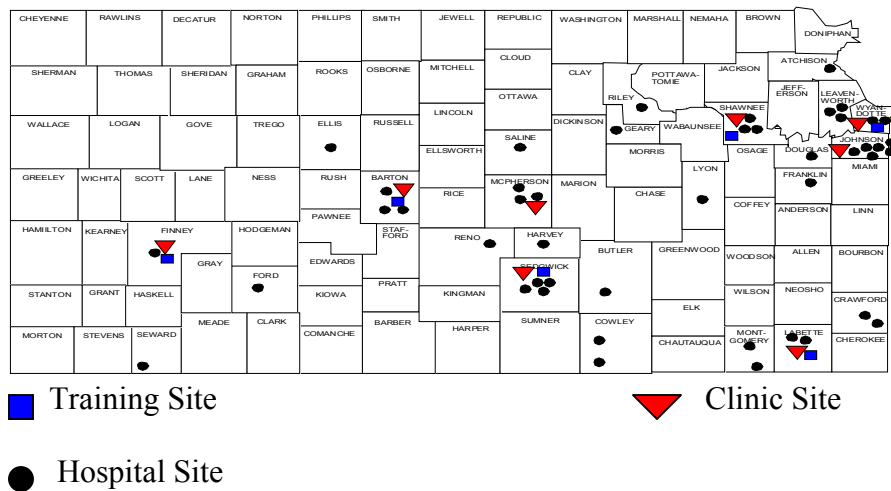 CHEYENNE RAWLINS DECATUR NORTON PHILLIPS SMITH JEWELL REPUBLIC WASHINGTON MARSHALL NEMAHA BROWN
DONIPHAN
CLOUD ATCHISON
SHERMAN THOMAS SHERIDAN GRAHAM ROOKS OSBORNE MITCHELL CLAY POTTAWA-
TOMIE JACKSON
JEFF-
ERSON LEAVEN-
WORTH
RILEY
OTTAWA
LINCOLN
WYAN-
DOTTE
SHAWNEE
WALLACE LOGAN GOVE TREGO ELLIS RUSSELL DICKINSON GEARY WABAUNSEE
SALINE
JOHNSON
ELLSWORTH MORRIS OSAGE DOUGLAS
LYON MIAMI
GREELEY WICHITA SCOTT LANE NESS RUSH BARTON RICE MCPHERSON MARION CHASE FRANKLIN
COFFEY ANDERSON LINN
PAWNEE
HAMIILTON KEARNEY FINNEY HODGEMAN STAF-
FORD RENO HARVEY
BUTLER GREENWOOD WOODSON ALLEN BOURBON
GRAY FORD EDWARDS SEDGWICK
STANTON GRANT HASKELL KIOWA PRATT KINGMAN WILSON NEOSHO CRAWFORD
ELK
MORTON STEVENS SEWARD MEADE CLARK COMANCHE BARBER HARPER SUMNER COWLEY CHAUTAUQUA MONT-
GOMERY LABETTE CHEROKEE
Training Site Clinic Site
Hospital Site